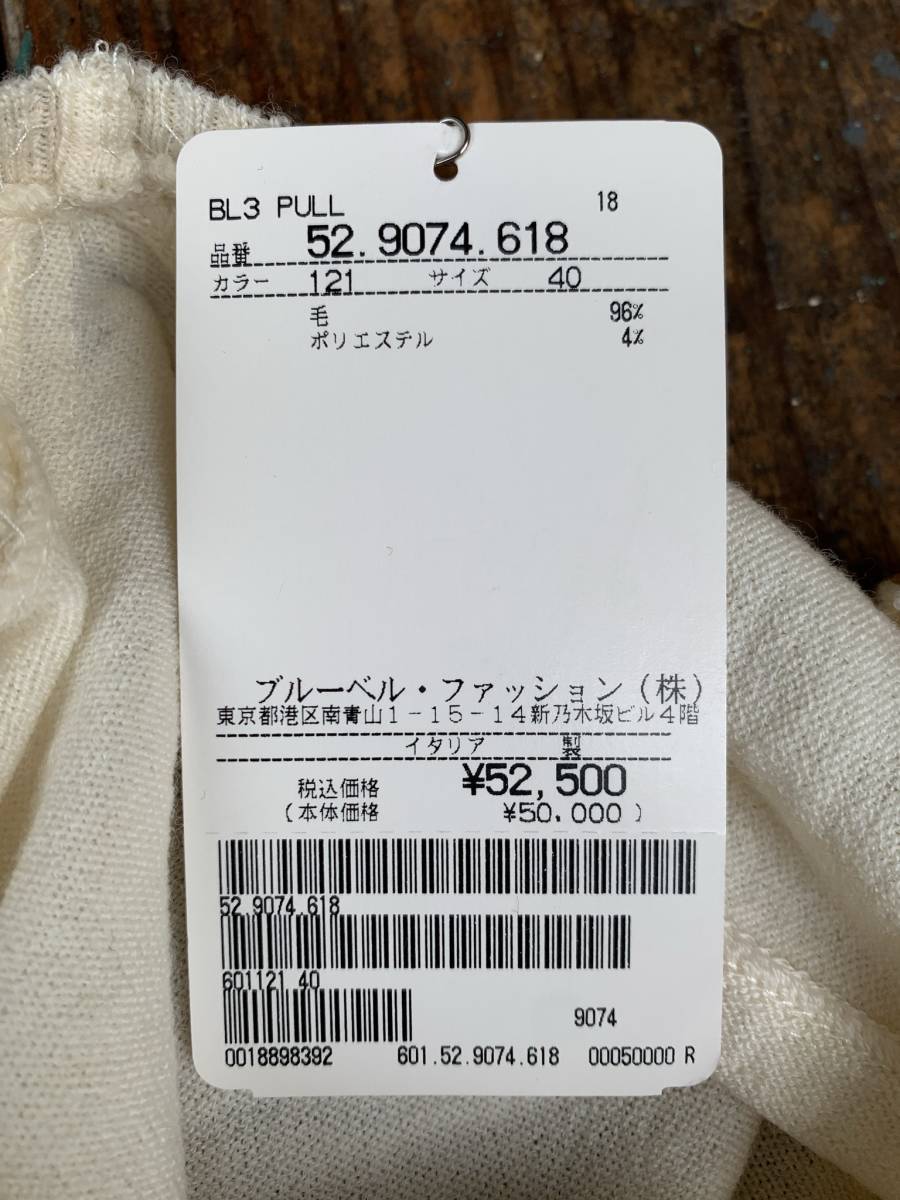 BL3 PULL 18
品番 52.9074.618
カラー 121 サイズ 40
毛 96%
ポリエステル 4%
ブルーベル・ファッション(株)
東京都港区南青山1-15-14新乃木坂ビル4階
イタリア 製
税込価格 ¥52,500
(本体価格 ¥50,000)
52.9074.618
601121 40
9074
0018898392 601.52.9074.618 00050000 R